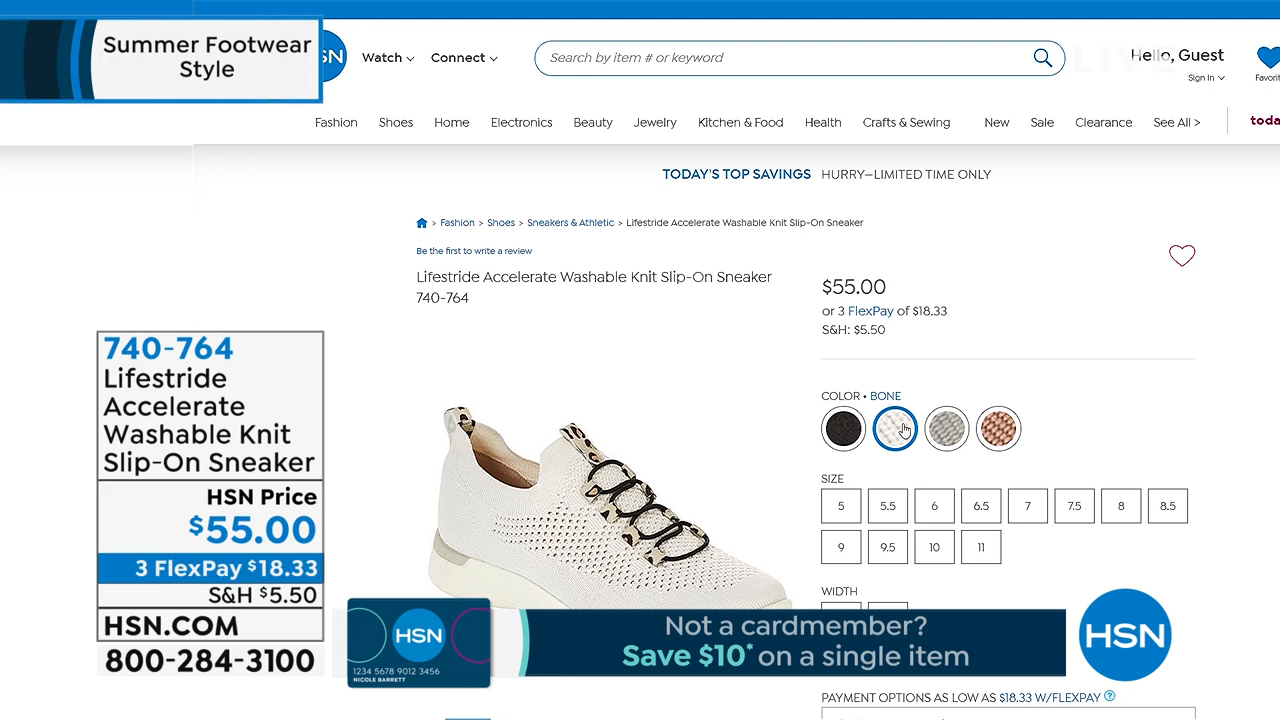 Summer Footwear
Style
SN
Watch
Connect
Search by item # or keyword
LIVE
Hello, Guest
Sign In
Favorit
Fashion
Shoes
Home
Electronics
Beauty
Jewelry
Kitchen & Food
Health
Crafts & Sewing
New
Sale
Clearance
See All >
toda
TODAY'S TOP SAVINGS HURRY—LIMITED TIME ONLY
> Fashion > Shoes > Sneakers & Athletic > Lifestride Accelerate Washable Knit Slip-On Sneaker
Be the first to write a review
Lifestride Accelerate Washable Knit Slip-On Sneaker
740-764
$55.00
or 3 FlexPay of $18.33
S&H: $5.50
COLOR • BONE
SIZE
5
5.5
6
6.5
7
7.5
8
8.5
9
9.5
10
11
WIDTH
PAYMENT OPTIONS AS LOW AS $18.33 W/FLEXPAY ?
740-764
Lifestride
Accelerate
Washable Knit
Slip-On Sneaker
HSN Price
$55.00
3 FlexPay $18.33
S&H $5.50
HSN.COM
800-284-3100
HSN
1234 5678 9012 3456
NICOLE BARRETT
Not a cardmember?
Save $10* on a single item
HSN